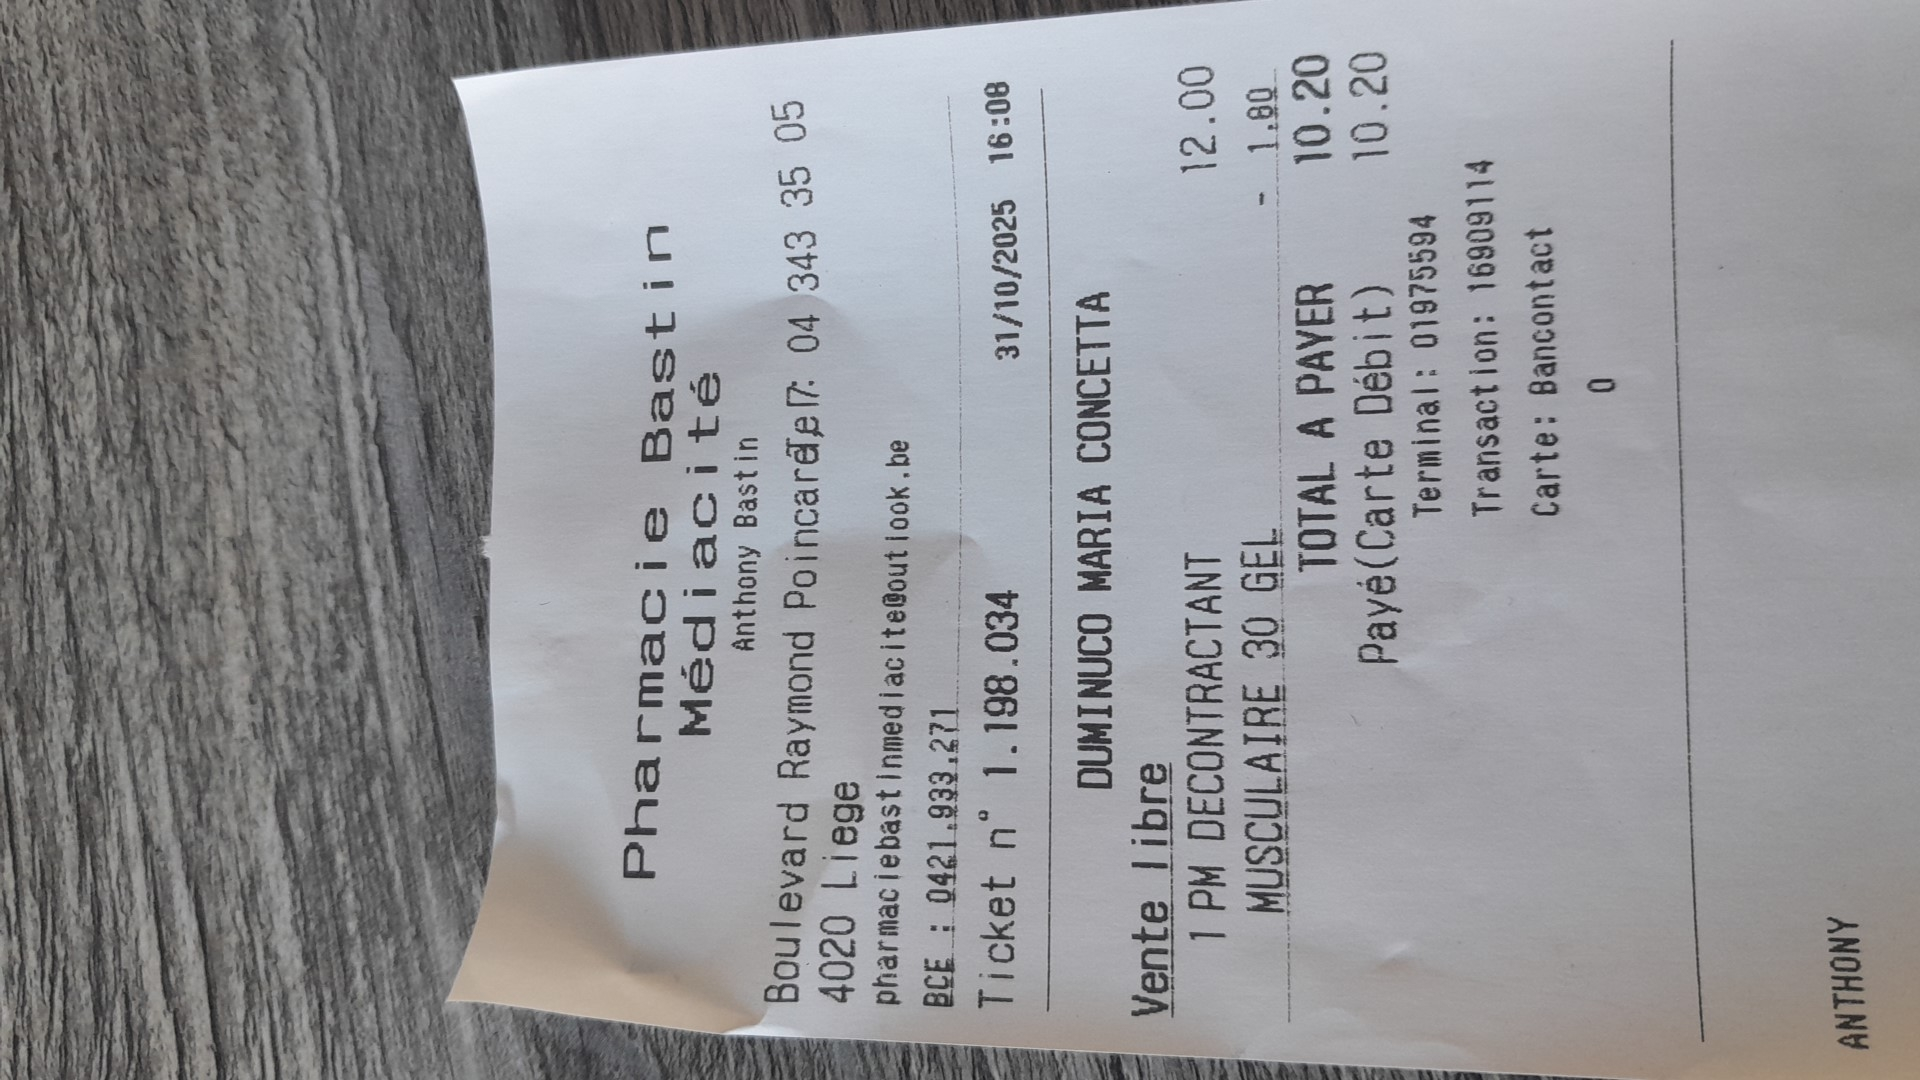 Pharmacie Bastin
Médiacité
Anthony Bastin
Boulevard Raymond Poincaré, 7 Tel: 04 343 35 05
4020 Liege
pharmaciebastinmediacite@outlook.be
BCE : 0421.933.271
Ticket n° 1.198.034 31/10/2025 16:08
DUMINUCO MARIA CONCETTA
Vente libre
1 PM DECONTRACTANT 12.00
MUSCULAIRE 30 GEL - 1.80
TOTAL A PAYER 10.20
Payé(Carte Débit) 10.20
Terminal: 01975594
Transaction: 16909114
Carte: Bancontact
0
ANTHONY